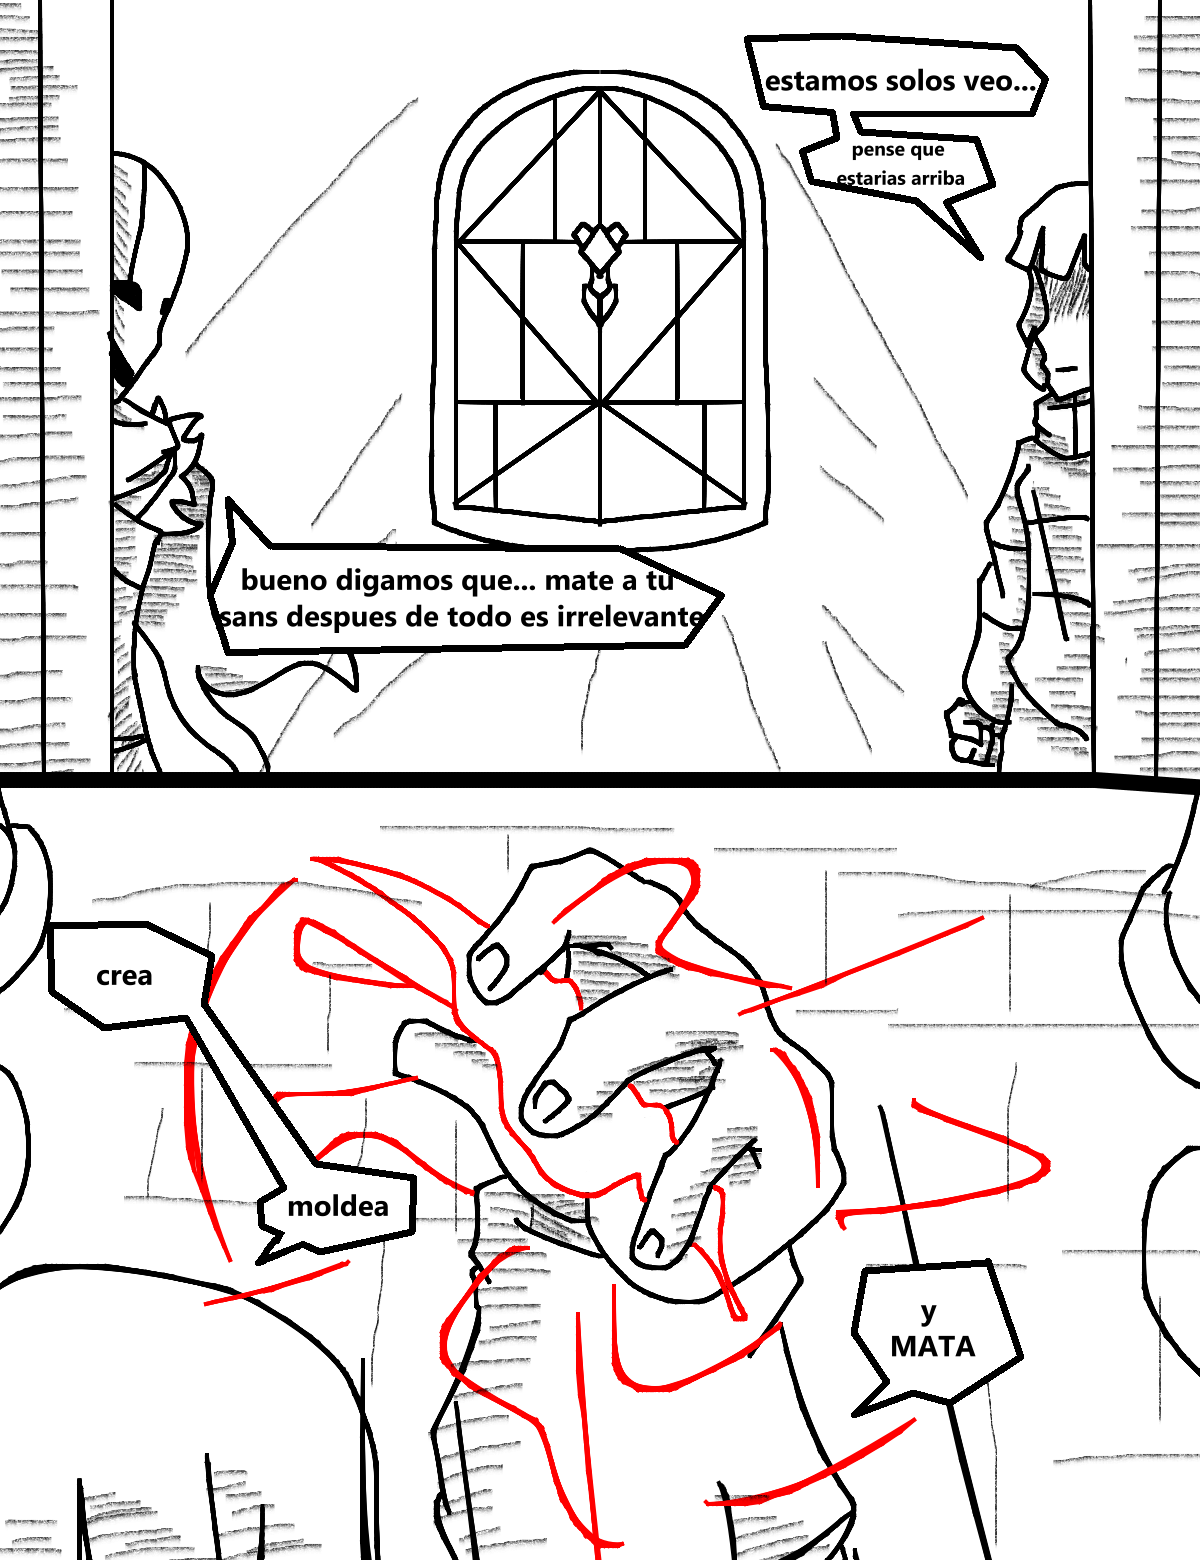 estamos solos veo...
pense que
estarias arriba
bueno digamos que... mate a tu
sans despues de todo es irrelevante
crea
moldea
y
MATA